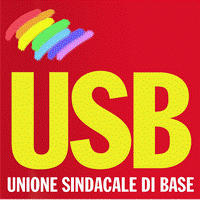 USB
UNIONE SINDACALE DI BASE